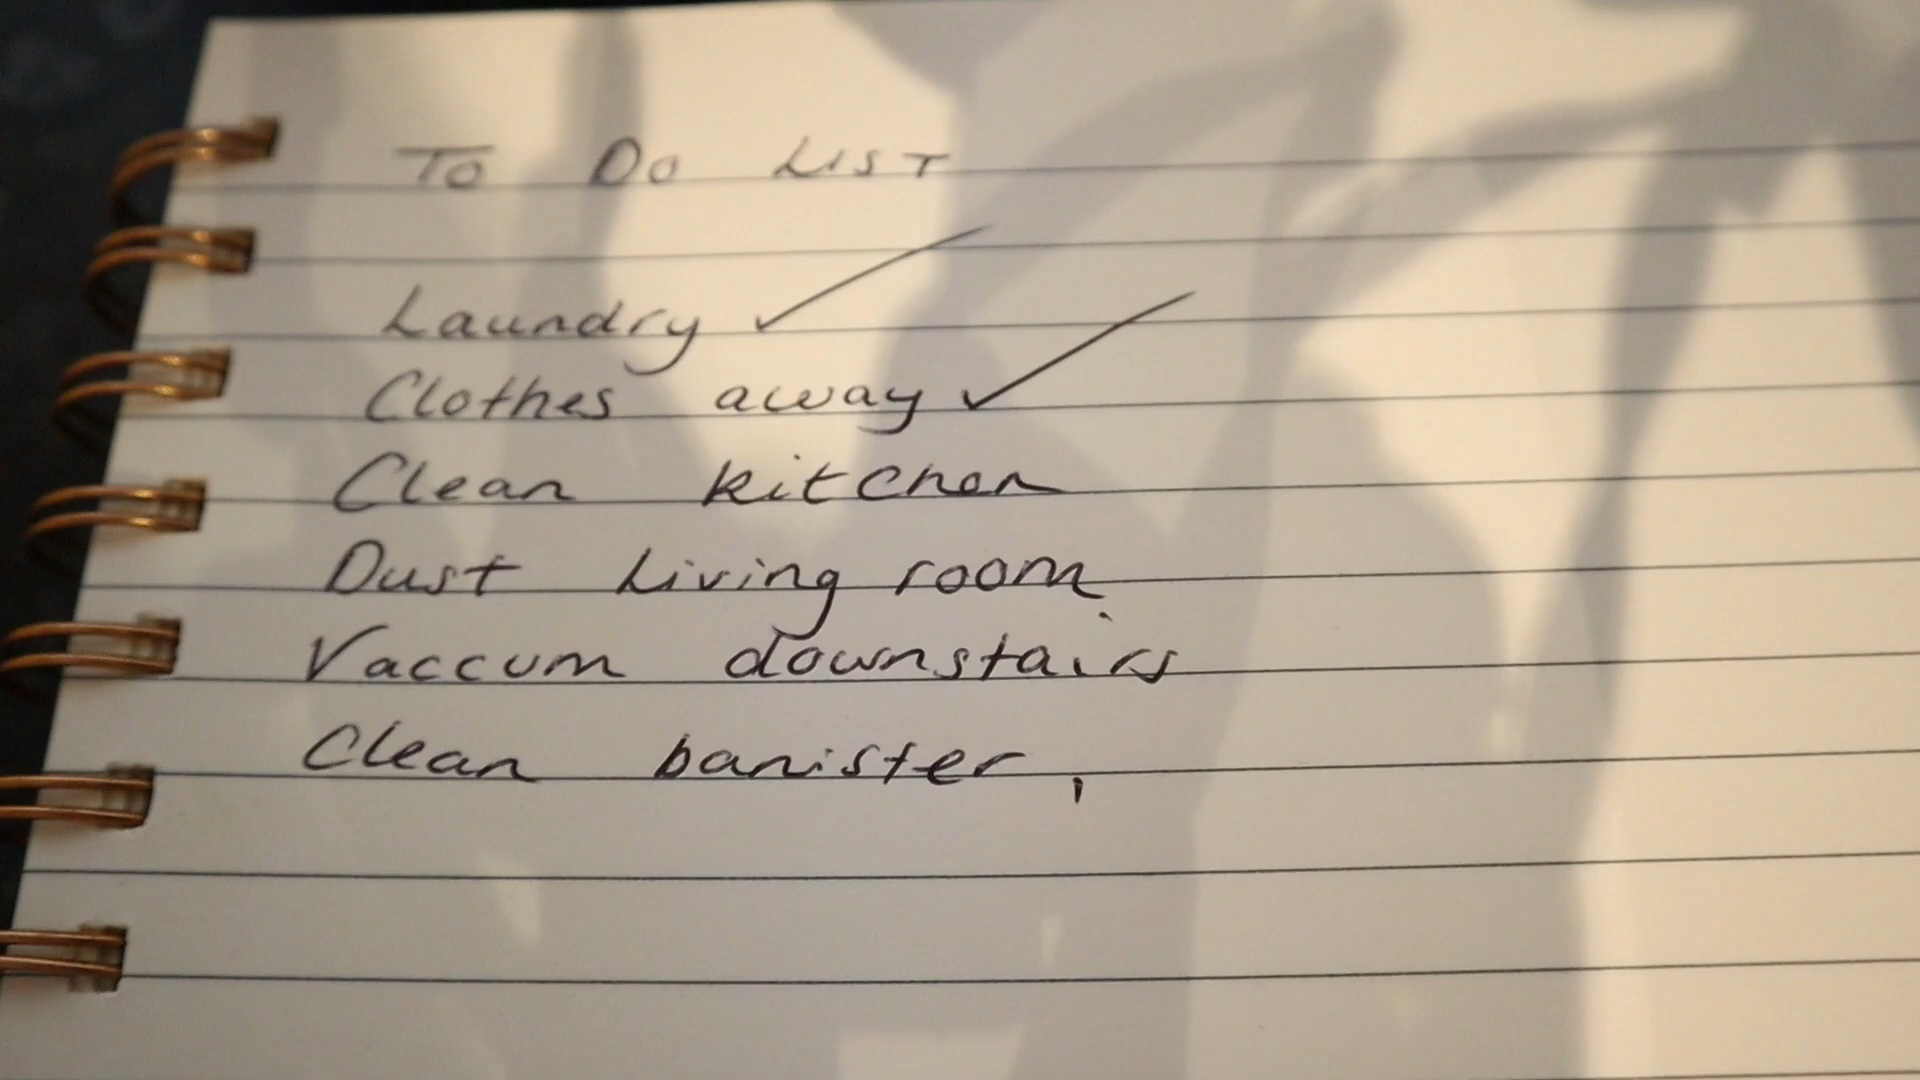 To Do List
Laundry ✓
Clothes away ✓
Clean kitchen
Dust Living room
Vaccum downstairs
Clean banister,